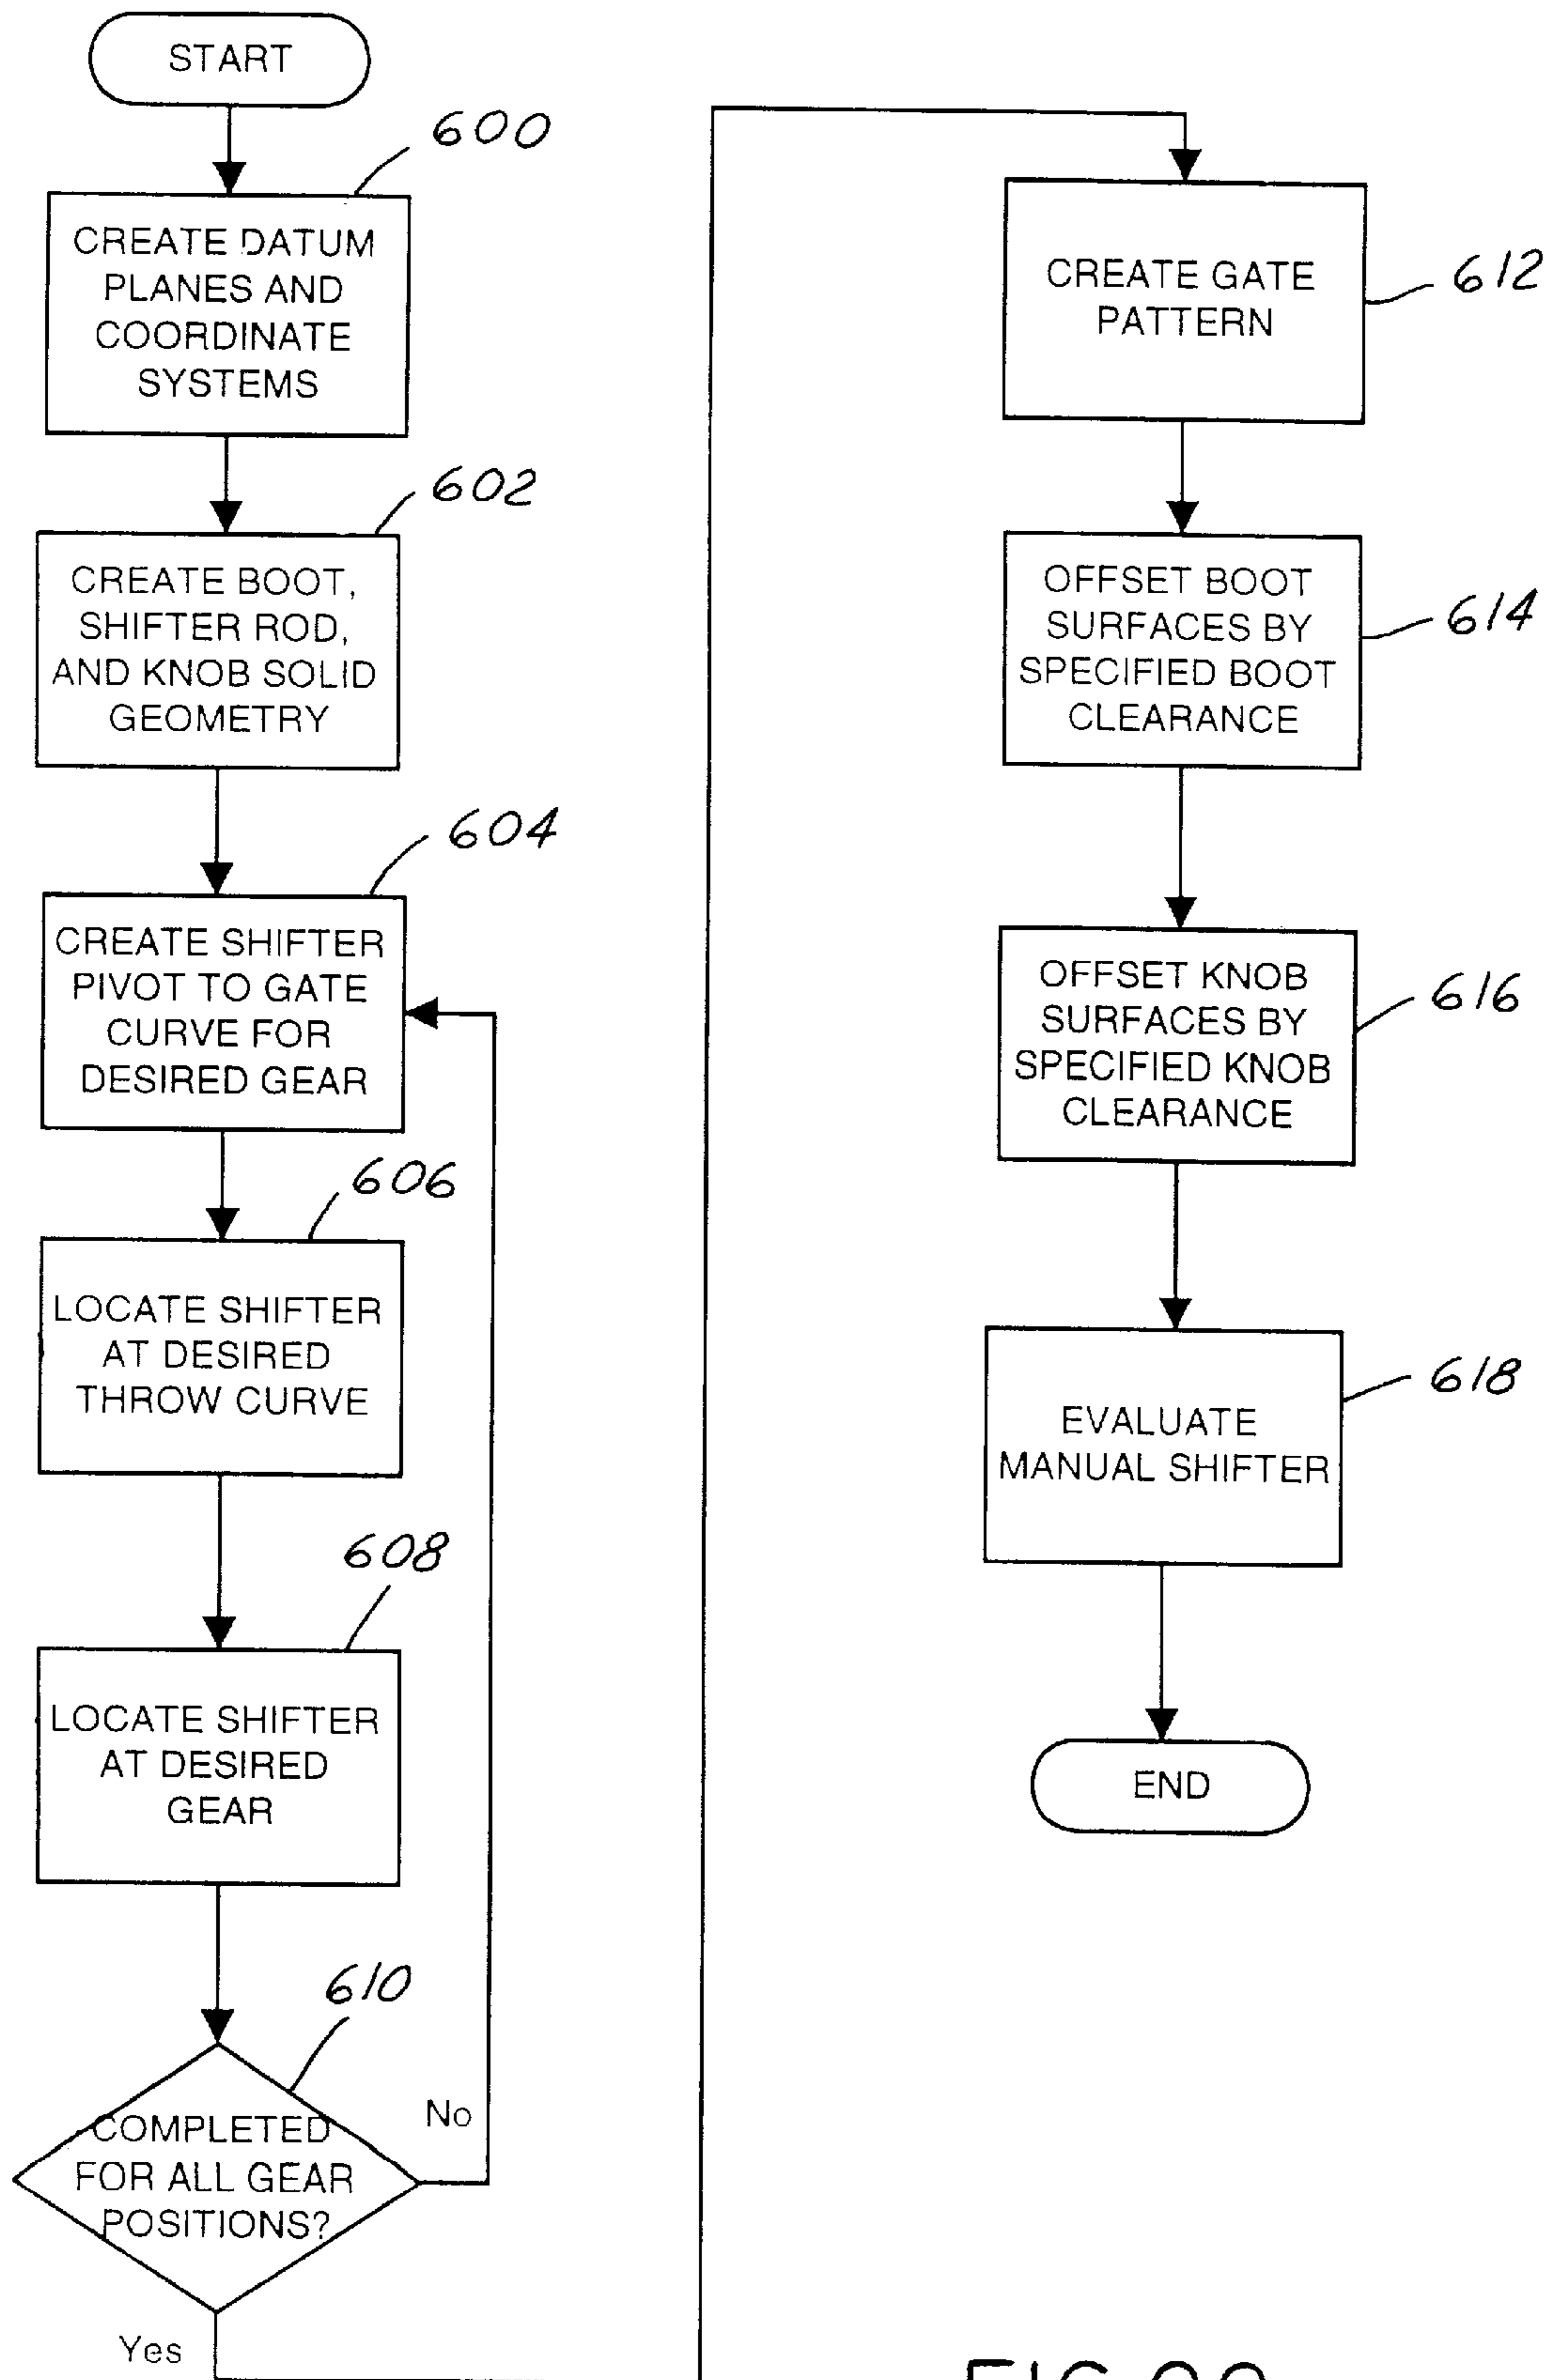 START
600
CREATE DATUM
PLANES AND
COORDINATE
SYSTEMS
602
CREATE BOOT,
SHIFTER ROD,
AND KNOB SOLID
GEOMETRY
604
CREATE SHIFTER
PIVOT TO GATE
CURVE FOR
DESIRED GEAR
606
LOCATE SHIFTER
AT DESIRED
THROW CURVE
608
LOCATE SHIFTER
AT DESIRED
GEAR
610
COMPLETED
FOR ALL GEAR
POSITIONS?
No
Yes
612
CREATE GATE
PATTERN
614
OFFSET BOOT
SURFACES BY
SPECIFIED BOOT
CLEARANCE
616
OFFSET KNOB
SURFACES BY
SPECIFIED KNOB
CLEARANCE
618
EVALUATE
MANUAL SHIFTER
END